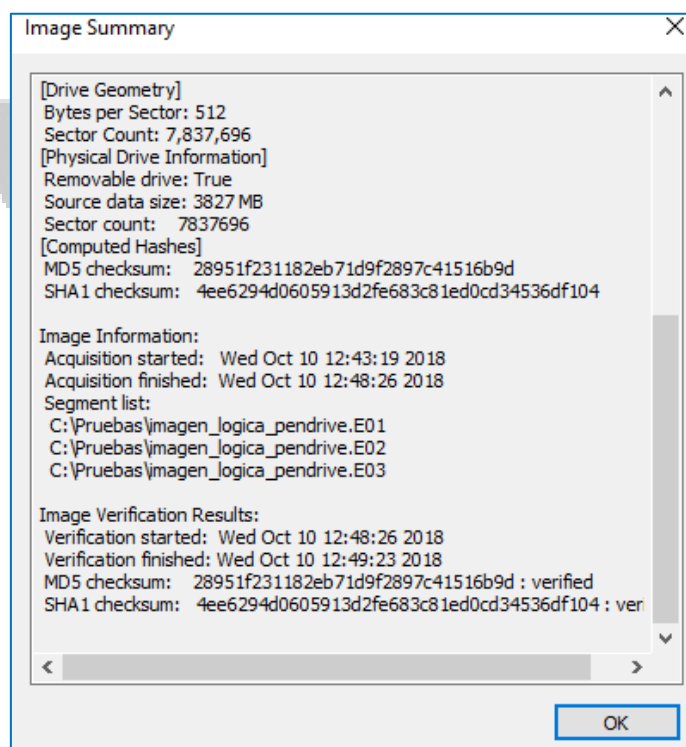 Image Summary
[Drive Geometry]
Bytes per Sector: 512
Sector Count: 7,837,696
[Physical Drive Information]
Removable drive: True
Source data size: 3827 MB
Sector count: 7837696
[Computed Hashes]
MD5 checksum: 28951f231182eb71d9f2897c41516b9d
SHA1 checksum: 4ee6294d0605913d2fe683c81ed0cd34536df104
Image Information:
Acquisition started: Wed Oct 10 12:43:19 2018
Acquisition finished: Wed Oct 10 12:48:26 2018
Segment list:
C:\Pruebas\imagen_logica_pendrive.E01
C:\Pruebas\imagen_logica_pendrive.E02
C:\Pruebas\imagen_logica_pendrive.E03
Image Verification Results:
Verification started: Wed Oct 10 12:48:26 2018
Verification finished: Wed Oct 10 12:49:23 2018
MD5 checksum: 28951f231182eb71d9f2897c41516b9d : verified
SHA1 checksum: 4ee6294d0605913d2fe683c81ed0cd34536df104 : veri
OK